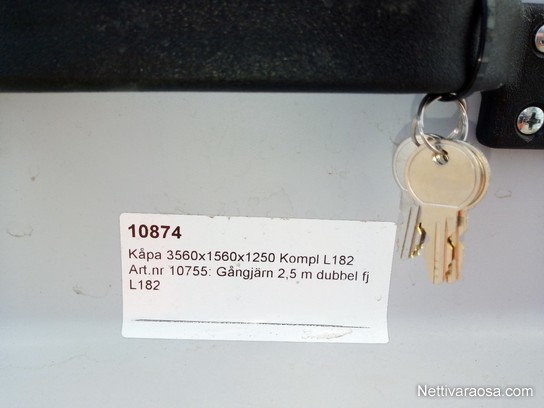 10874
Kåpa 3560x1560x1250 Kompl L182
Art.nr 10755: Gångjärn 2,5 m dubbel fj
L182
Nettivaraosa.com